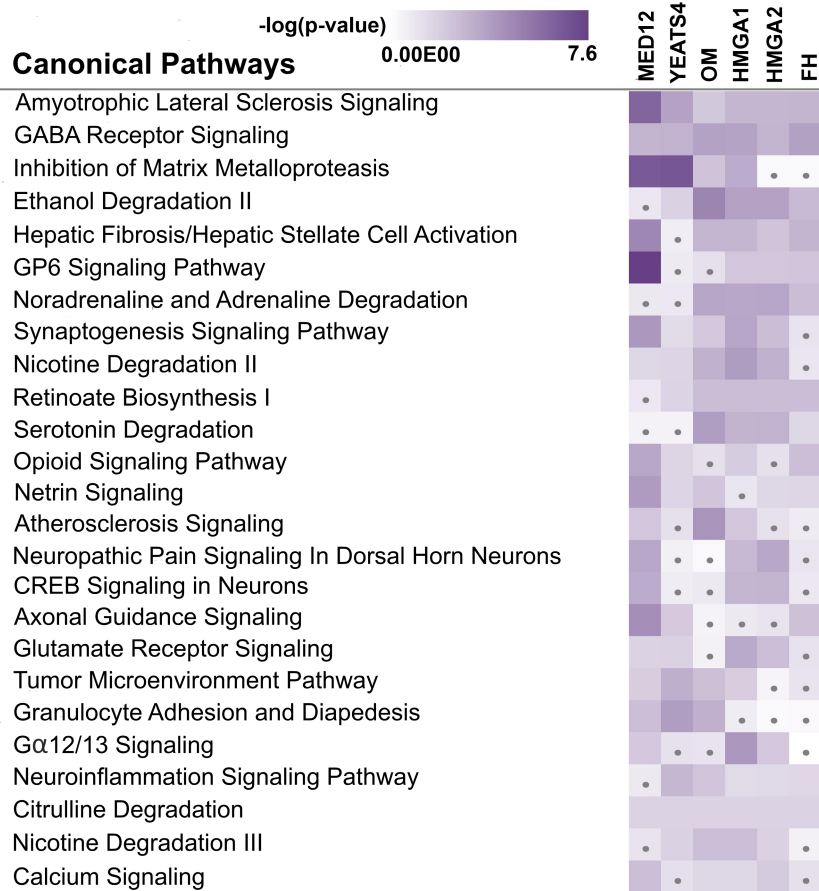 -log(p-value)
0.00E00 7.6
Canonical Pathways
MED12 YEATS4 OM HMGA1 HMGA2 FH
Amyotrophic Lateral Sclerosis Signaling
GABA Receptor Signaling
Inhibition of Matrix Metalloproteasis
Ethanol Degradation II
Hepatic Fibrosis/Hepatic Stellate Cell Activation
GP6 Signaling Pathway
Noradrenaline and Adrenaline Degradation
Synaptogenesis Signaling Pathway
Nicotine Degradation II
Retinoate Biosynthesis I
Serotonin Degradation
Opioid Signaling Pathway
Netrin Signaling
Atherosclerosis Signaling
Neuropathic Pain Signaling In Dorsal Horn Neurons
CREB Signaling in Neurons
Axonal Guidance Signaling
Glutamate Receptor Signaling
Tumor Microenvironment Pathway
Granulocyte Adhesion and Diapedesis
Gα12/13 Signaling
Neuroinflammation Signaling Pathway
Citrulline Degradation
Nicotine Degradation III
Calcium Signaling